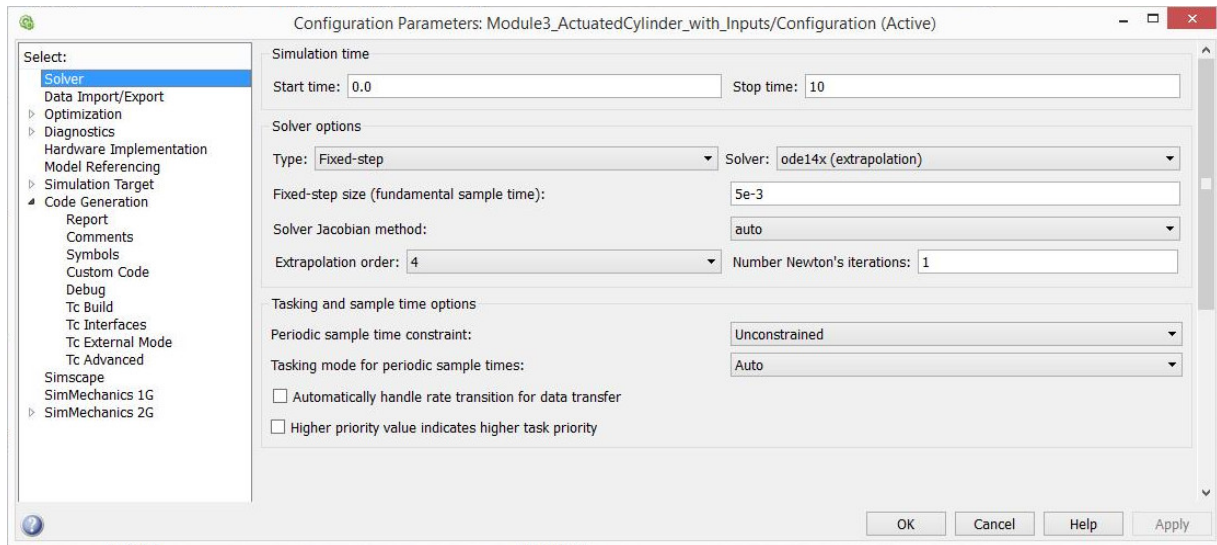 Configuration Parameters: Module3_ActuatedCylinder_with_Inputs/Configuration (Active)
Select:
Solver
Data Import/Export
Optimization
Diagnostics
Hardware Implementation
Model Referencing
Simulation Target
Code Generation
Report
Comments
Symbols
Custom Code
Debug
Tc Build
Tc Interfaces
Tc External Mode
Tc Advanced
Simscape
SimMechanics 1G
SimMechanics 2G
Simulation time
Start time: 0.0 Stop time: 10
Solver options
Type: Fixed-step Solver: ode14x (extrapolation)
Fixed-step size (fundamental sample time): 5e-3
Solver Jacobian method: auto
Extrapolation order: 4 Number Newton's iterations: 1
Tasking and sample time options
Periodic sample time constraint: Unconstrained
Tasking mode for periodic sample times: Auto
Automatically handle rate transition for data transfer
Higher priority value indicates higher task priority
OK Cancel Help Apply